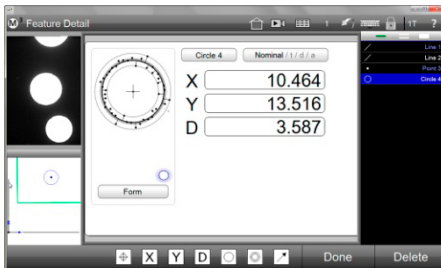 M Feature Detail
1 1T ?
Circle 4 Nominal / t / d / a
X 10.464
Y 13.516
D 3.587
Form
Line 1
Line 2
Point 3
Circle 4
X Y D Done Delete